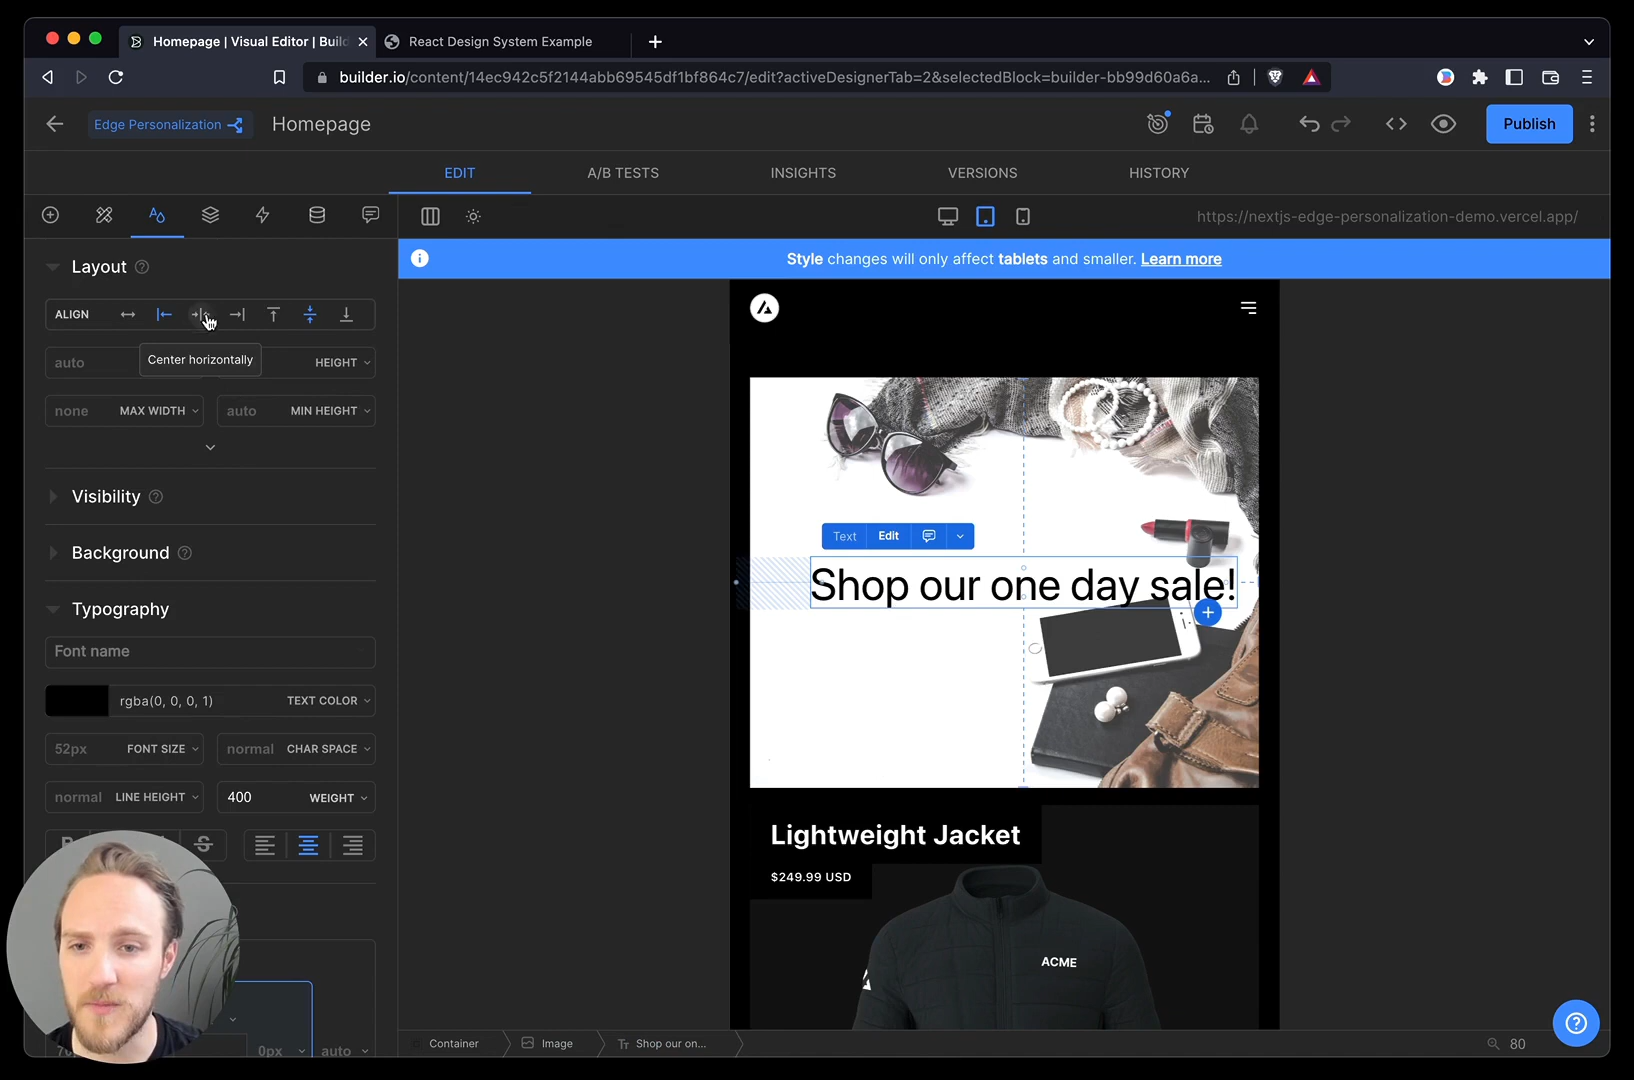 Homepage | Visual Editor | Buil
React Design System Example
builder.io/content/14ec942c5f2144abb69545df1bf864c7/edit?activeDesignerTab=2&selectedBlock=builder-bb99d60a6a...
Edge Personalization
Homepage
Publish
EDIT
A/B TESTS
INSIGHTS
VERSIONS
HISTORY
https://nextjs-edge-personalization-demo.vercel.app/
Style changes will only affect tablets and smaller. Learn more
Layout
ALIGN
auto
HEIGHT
Center horizontally
none MAX WIDTH
auto MIN HEIGHT
Visibility
Background
Typography
Font name
rgba(0, 0, 0, 1) TEXT COLOR
52px FONT SIZE
normal CHAR SPACE
normal LINE HEIGHT
400 WEIGHT
0px
auto
Text Edit
Shop our one day sale!
Lightweight Jacket
$249.99 USD
ACME
Container
Image
Tт Shop our on...
80